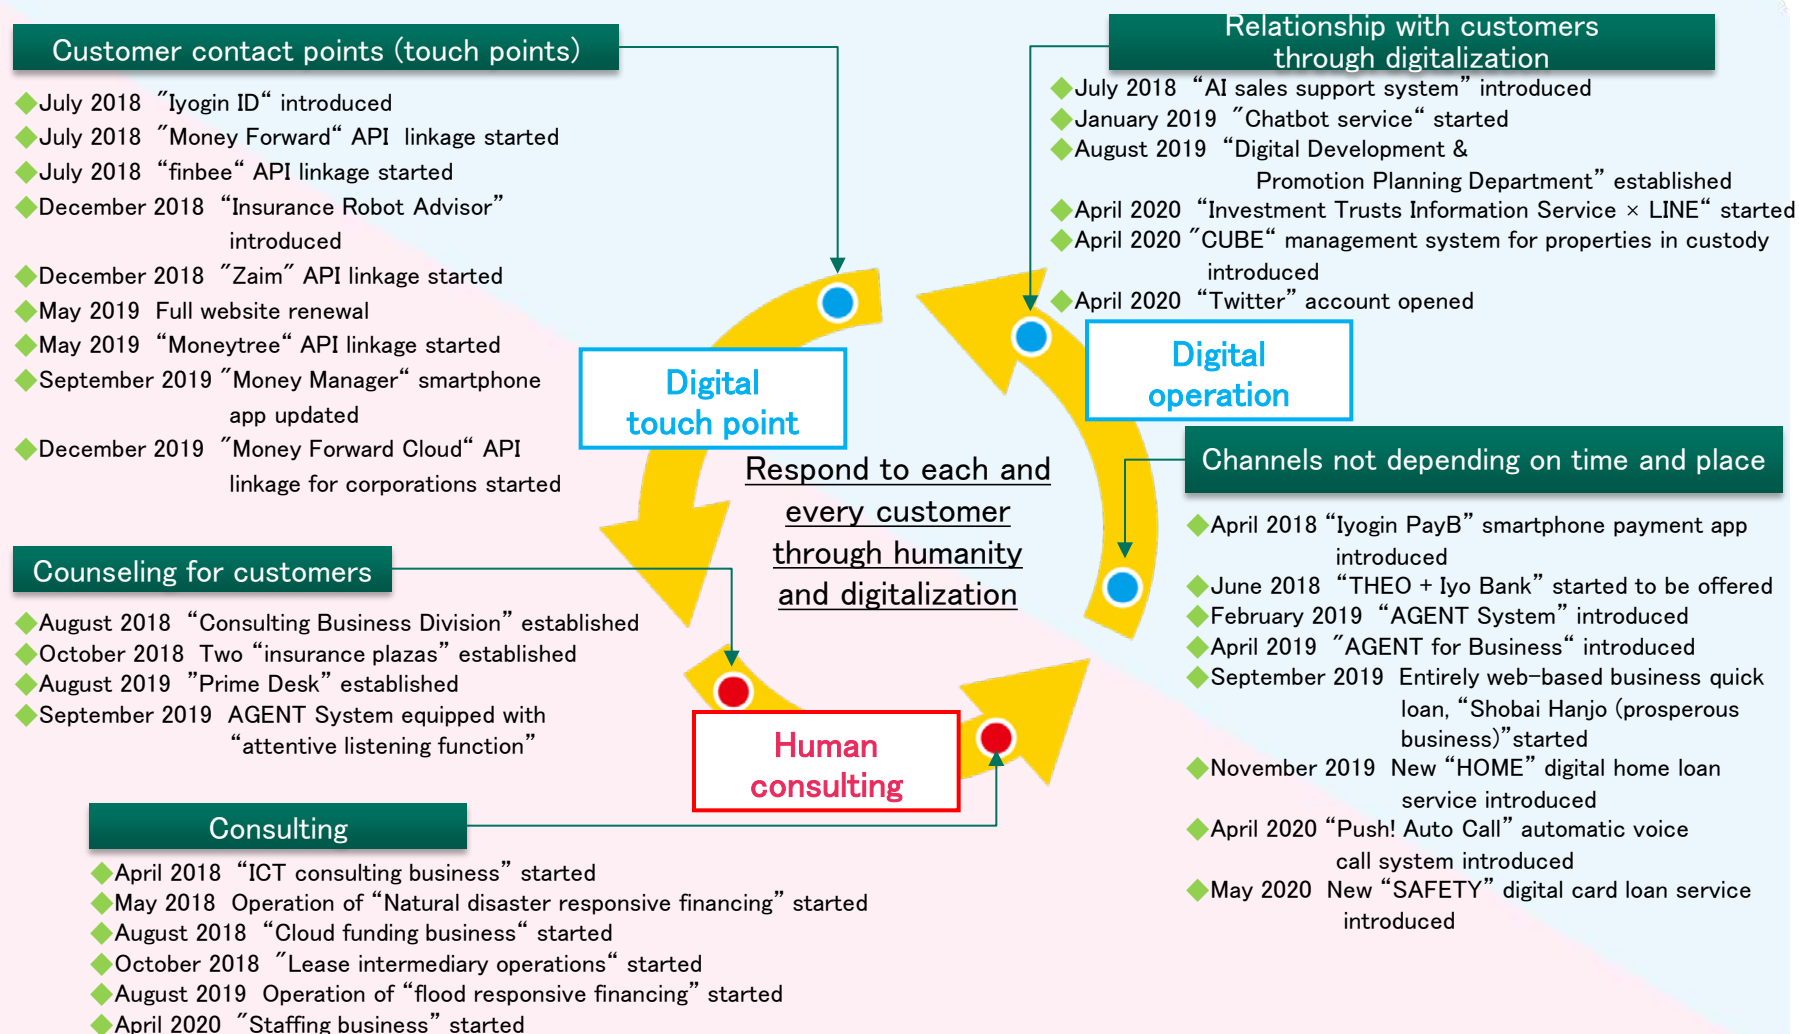 Customer contact points (touch points)
◆July 2018  ″Iyogin ID“ introduced
◆July 2018  ″Money Forward“ API  linkage started
◆July 2018  “finbee“ API linkage started
◆December 2018  “Insurance Robot Advisor”
introduced
◆December 2018  ″Zaim″ API linkage started
◆May 2019  Full website renewal
◆May 2019  “Moneytree“ API linkage started
◆September 2019 ″Money Manager“ smartphone
app updated
◆December 2019  ″Money Forward Cloud“ API
linkage for corporations started
Counseling for customers
◆August 2018  “Consulting Business Division” established
◆October 2018  Two “insurance plazas” established
◆August 2019  ”Prime Desk” established
◆September 2019  AGENT System equipped with
“attentive listening function”
Consulting
◆April 2018  “ICT consulting business” started
◆May 2018  Operation of “Natural disaster responsive financing” started
◆August 2018  “Cloud funding business“ started
◆October 2018  ″Lease intermediary operations“ started
◆August 2019  Operation of “flood responsive financing” started
◆April 2020  ″Staffing business” started
Digital
touch point
Respond to each and
every customer
through humanity
and digitalization
Human
consulting
Digital
operation
Relationship with customers
through digitalization
◆July 2018  “AI sales support system” introduced
◆January 2019  ″Chatbot service“ started
◆August 2019  “Digital Development &
Promotion Planning Department” established
◆April 2020  “Investment Trusts Information Service × LINE“ started
◆April 2020 ″CUBE“ management system for properties in custody
introduced
◆April 2020  “Twitter” account opened
Channels not depending on time and place
◆April 2018 “Iyogin PayB” smartphone payment app
introduced
◆June 2018  “THEO + Iyo Bank” started to be offered
◆February 2019  “AGENT System” introduced
◆April 2019  ″AGENT for Business“ introduced
◆September 2019  Entirely web-based business quick
loan, “Shobai Hanjo (prosperous
business)”started
◆November 2019  New “HOME” digital home loan
service introduced
◆April 2020 “Push! Auto Call” automatic voice
call system introduced
◆May 2020  New “SAFETY” digital card loan service
introduced